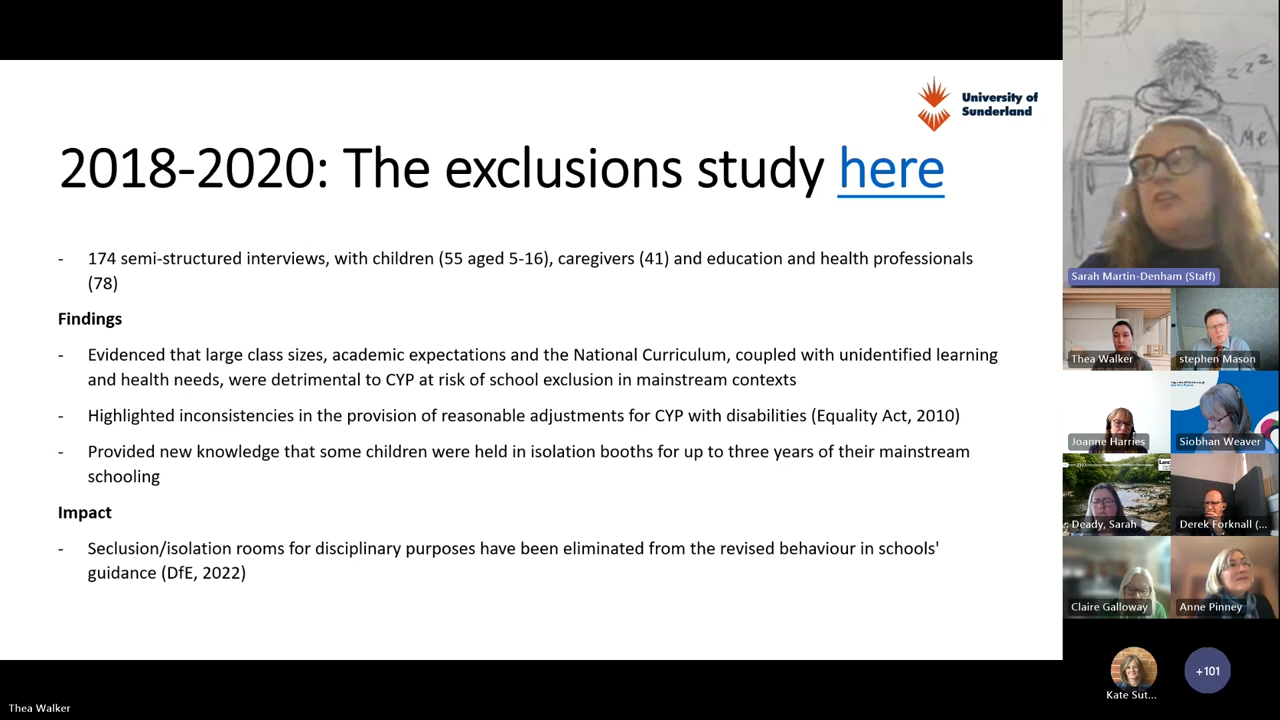 University of
Sunderland
2018-2020: The exclusions study here
- 174 semi-structured interviews, with children (55 aged 5-16), caregivers (41) and education and health professionals
(78)
Findings
- Evidenced that large class sizes, academic expectations and the National Curriculum, coupled with unidentified learning
and health needs, were detrimental to CYP at risk of school exclusion in mainstream contexts
- Highlighted inconsistencies in the provision of reasonable adjustments for CYP with disabilities (Equality Act, 2010)
- Provided new knowledge that some children were held in isolation booths for up to three years of their mainstream
schooling
Impact
- Seclusion/isolation rooms for disciplinary purposes have been eliminated from the revised behaviour in schools'
guidance (DfE, 2022)
Thea Walker
zzz
Me
Sarah Martin-Denham (Staff)
Thea Walker
stephen Mason
Joanne Harries
Siobhan Weaver
Deady, Sarah
Derek Forknall (...
Claire Galloway
Anne Pinney
Kate Sut...
+101